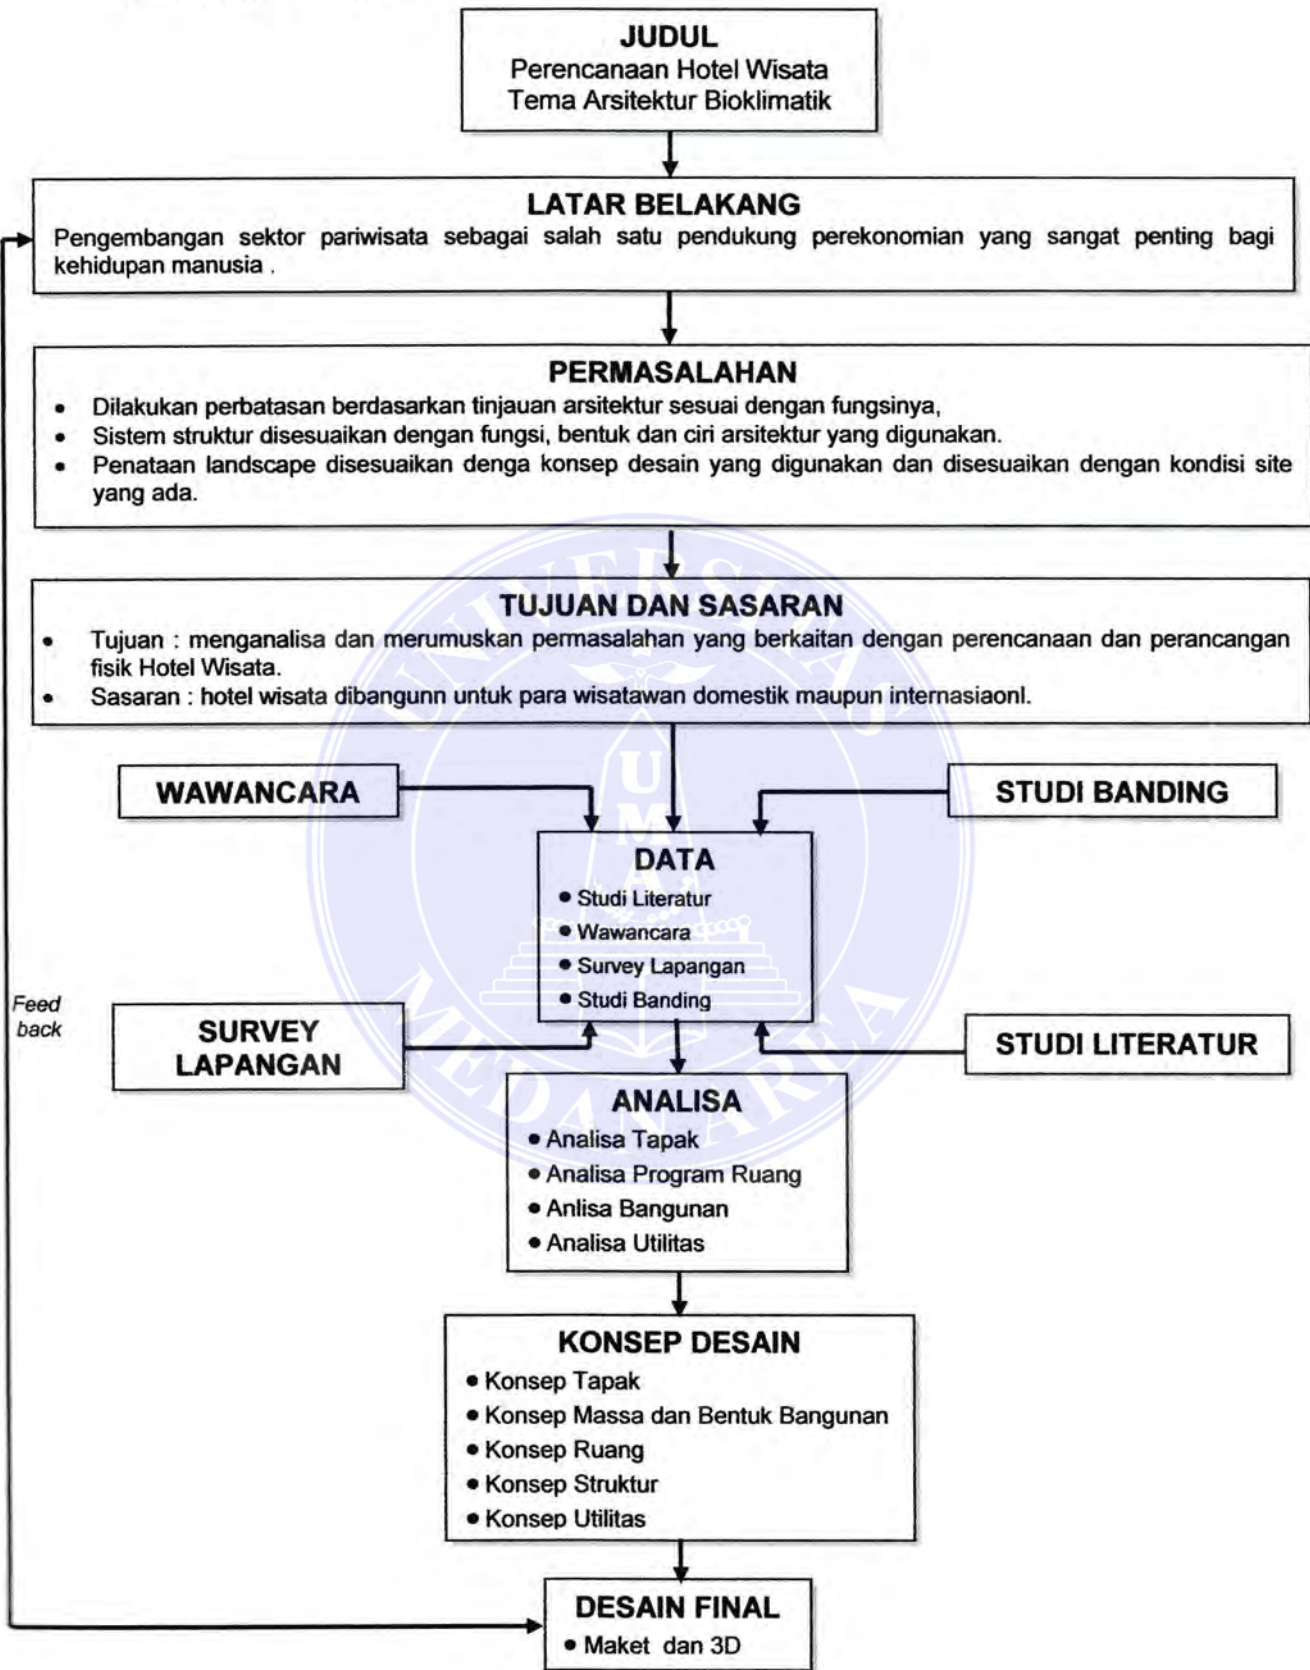 JUDUL
Perencanaan Hotel Wisata
Tema Arsitektur Bioklimatik
LATAR BELAKANG
Pengembangan sektor pariwisata sebagai salah satu pendukung perekonomian yang sangat penting bagi
kehidupan manusia .
PERMASALAHAN
• Dilakukan perbatasan berdasarkan tinjauan arsitektur sesuai dengan fungsinya,
• Sistem struktur disesuaikan dengan fungsi, bentuk dan ciri arsitektur yang digunakan.
• Penataan landscape disesuaikan denga konsep desain yang digunakan dan disesuaikan dengan kondisi site
yang ada.
TUJUAN DAN SASARAN
• Tujuan : menganalisa dan merumuskan permasalahan yang berkaitan dengan perencanaan dan perancangan
fisik Hotel Wisata.
• Sasaran : hotel wisata dibangunn untuk para wisatawan domestik maupun internasiaonl.
WAWANCARA
STUDI BANDING
DATA
• Studi Literatur
• Wawancara
• Survey Lapangan
• Studi Banding
Feed
back
SURVEY
LAPANGAN
STUDI LITERATUR
ANALISA
• Analisa Tapak
• Analisa Program Ruang
• Anlisa Bangunan
• Analisa Utilitas
KONSEP DESAIN
• Konsep Tapak
• Konsep Massa dan Bentuk Bangunan
• Konsep Ruang
• Konsep Struktur
• Konsep Utilitas
DESAIN FINAL
• Maket dan 3D
UNIVERSITAS
MEDAN AREA
UMA